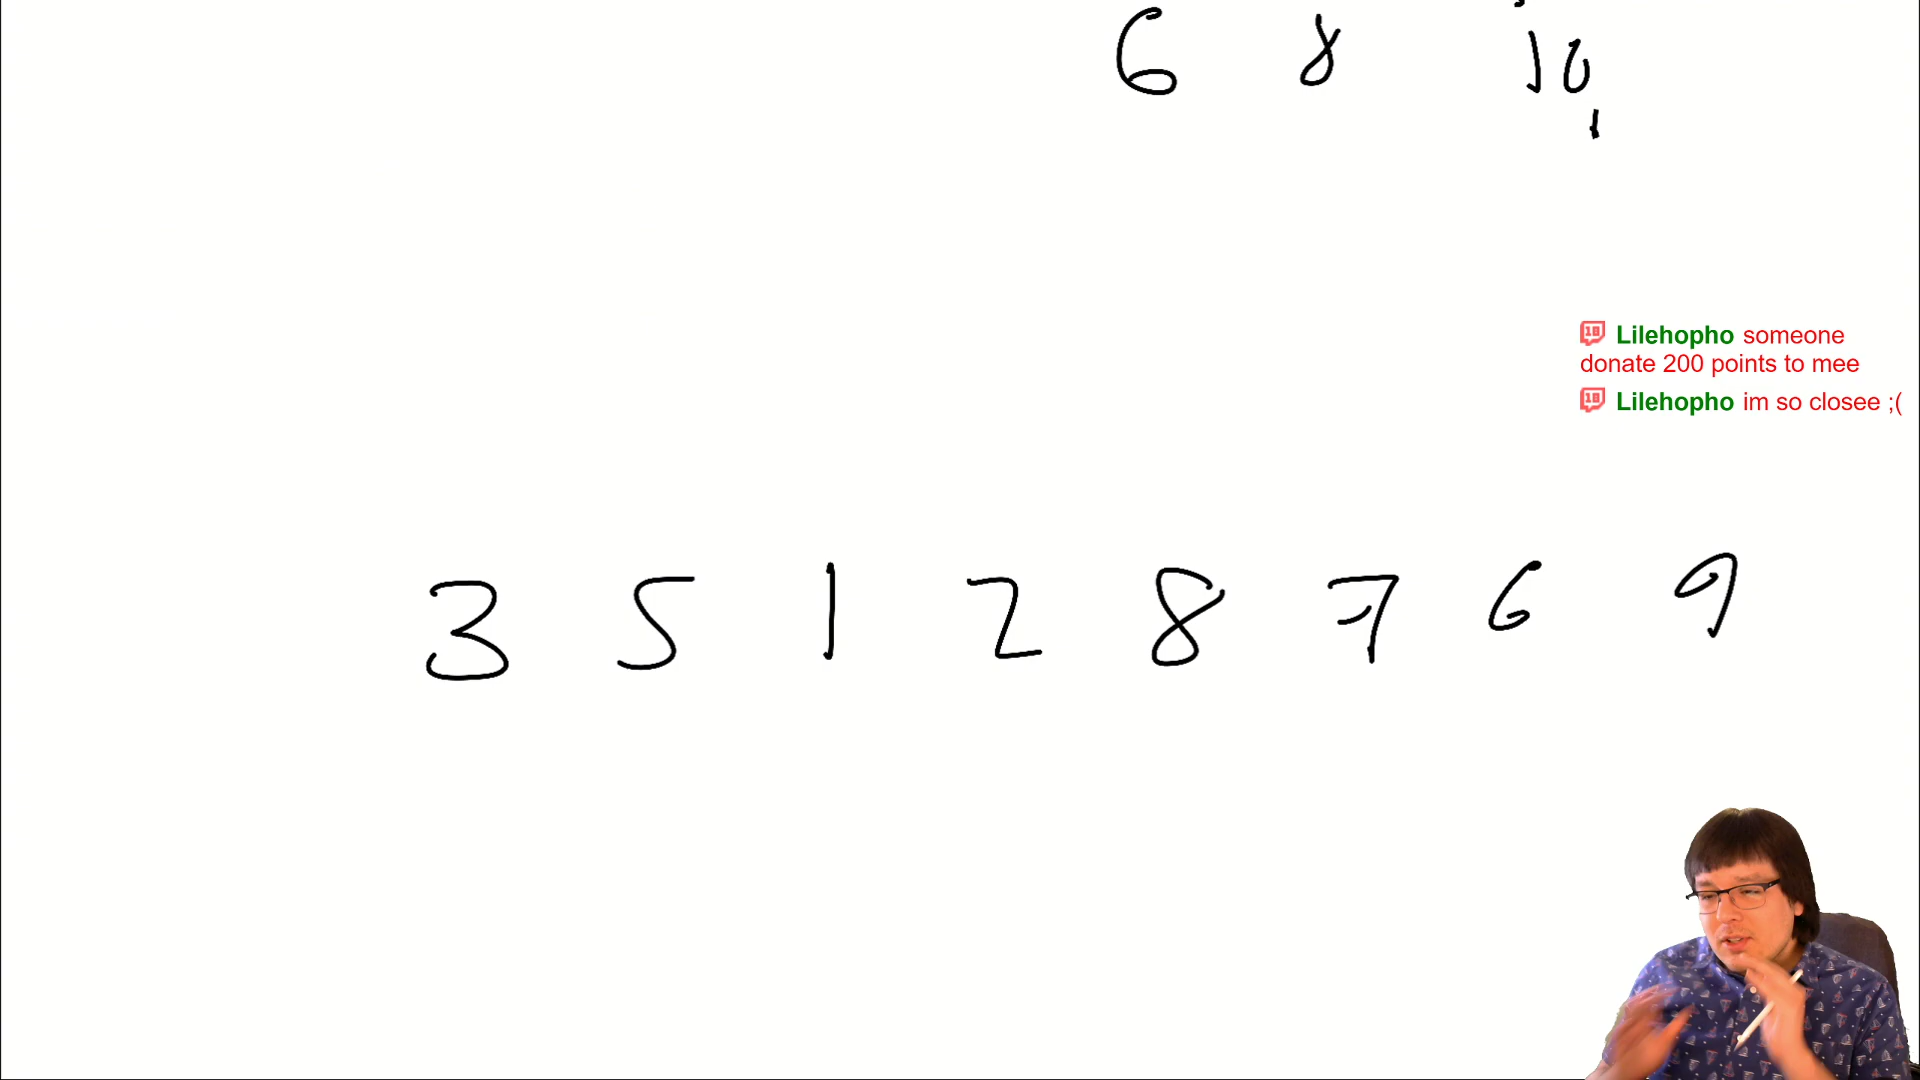 6 8 10
Lilehopho someone
donate 200 points to mee
Lilehopho im so closee ;(
3 5 1 2 8 7 6 9